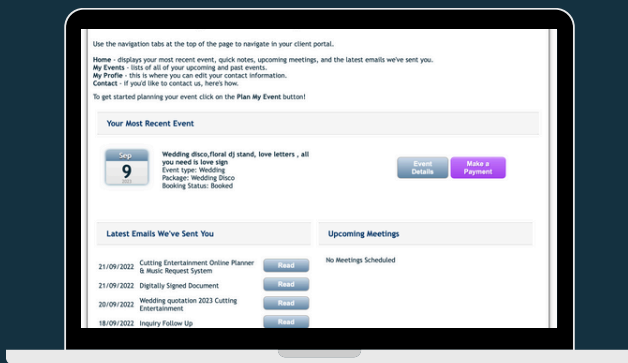 Use the navigation tabs at the top of the page to navigate in your client portal.
Home - displays your most recent event, quick notes, upcoming meetings, and the latest emails we've sent you.
My Events - lists of all of your upcoming and past events.
My Profile - this is where you can edit your contact information.
Contact - if you'd like to contact us, here's how.
To get started planning your event click on the Plan My Event button!
Your Most Recent Event
Sep
9
Wedding disco,floral dj stand, love letters , all
you need is love sign
Event type: Wedding
Package: Wedding Disco
Booking Status: Booked
Event
Details
Make a
Payment
Latest Emails We've Sent You
21/09/2022 Cutting Entertainment Online Planner
& Music Request System
Read
21/09/2022 Digitally Signed Document
Read
20/09/2022 Wedding quotation 2023 Cutting
Entertainment
Read
18/09/2022 Inquiry Follow Up
Read
Upcoming Meetings
No Meetings Scheduled